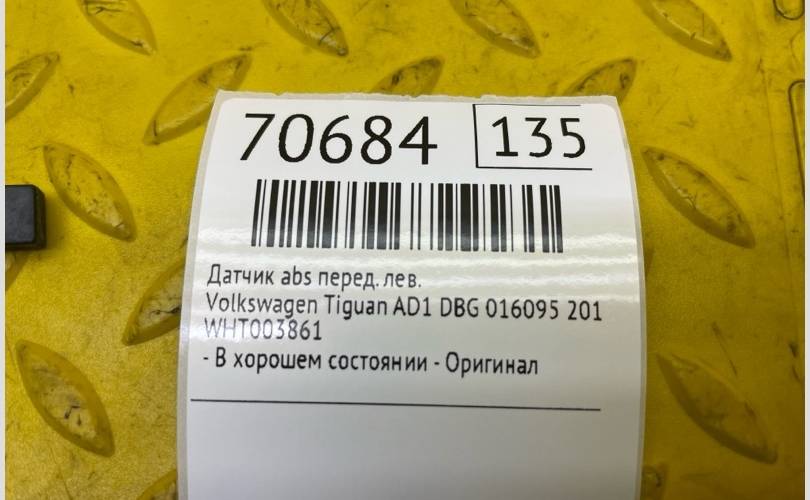 70684 135
Датчик abs перед. лев.
Volkswagen Tiguan AD1 DBG 016095 201
WHT003861
- В хорошем состоянии - Оригинал